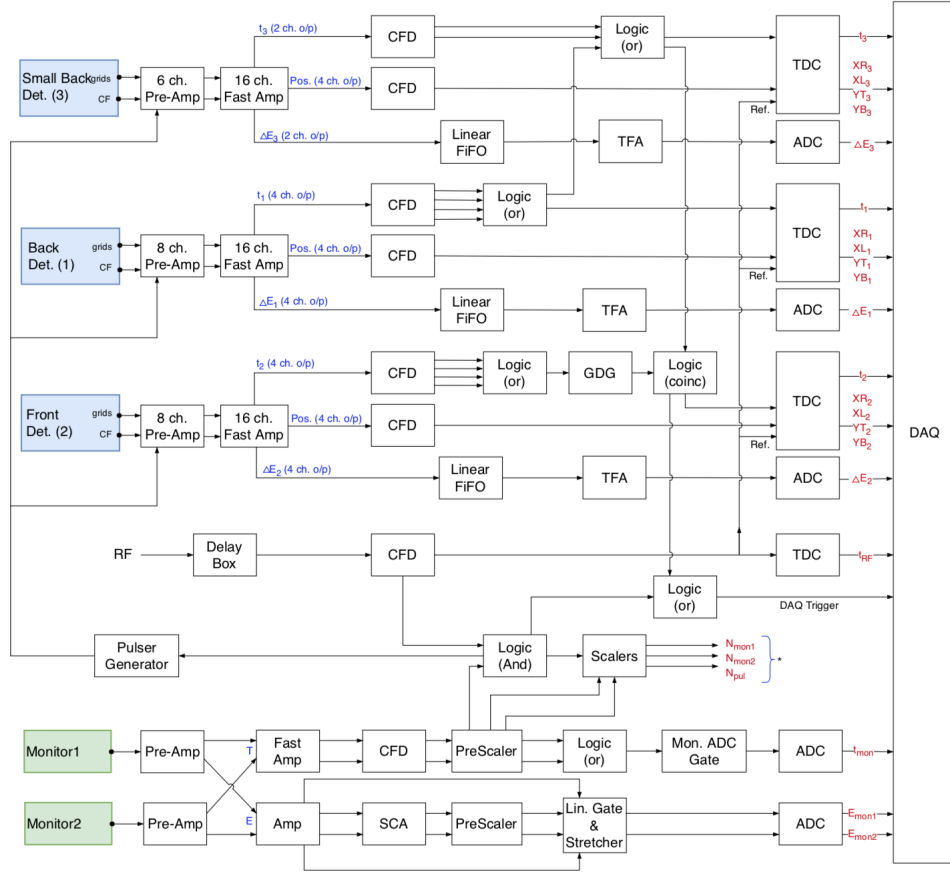 t3 (2 ch. o/p)
CFD
Logic
(or)
TDC
t3
Small Back
Det. (3)
grids
CF
6 ch.
Pre-Amp
16 ch.
Fast Amp
Pos. (4 ch. o/p)
CFD
XR3
XL3
YT3
YB3
Ref.
△E3 (2 ch. o/p)
Linear
FiFO
TFA
ADC
△E3
t1 (4 ch. o/p)
CFD
Logic
(or)
TDC
t1
Back
Det. (1)
grids
CF
8 ch.
Pre-Amp
16 ch.
Fast Amp
Pos. (4 ch. o/p)
CFD
XR1
XL1
YT1
YB1
Ref.
△E1 (4 ch. o/p)
Linear
FiFO
TFA
ADC
△E1
t2 (4 ch. o/p)
CFD
Logic
(or)
GDG
Logic
(coinc)
TDC
t2
Front
Det. (2)
grids
CF
8 ch.
Pre-Amp
16 ch.
Fast Amp
Pos. (4 ch. o/p)
CFD
XR2
XL2
YT2
YB2
Ref.
DAQ
△E2 (4 ch. o/p)
Linear
FiFO
TFA
ADC
△E2
RF
Delay
Box
CFD
TDC
tRF
Logic
(or)
DAQ Trigger
Pulser
Generator
Logic
(And)
Scalers
Nmon1
Nmon2
Npul
*
Monitor1
Pre-Amp
T
Fast
Amp
CFD
PreScaler
Logic
(or)
Mon. ADC
Gate
ADC
tmon
Monitor2
Pre-Amp
E
Amp
SCA
PreScaler
Lin. Gate
&
Stretcher
ADC
Emon1
Emon2